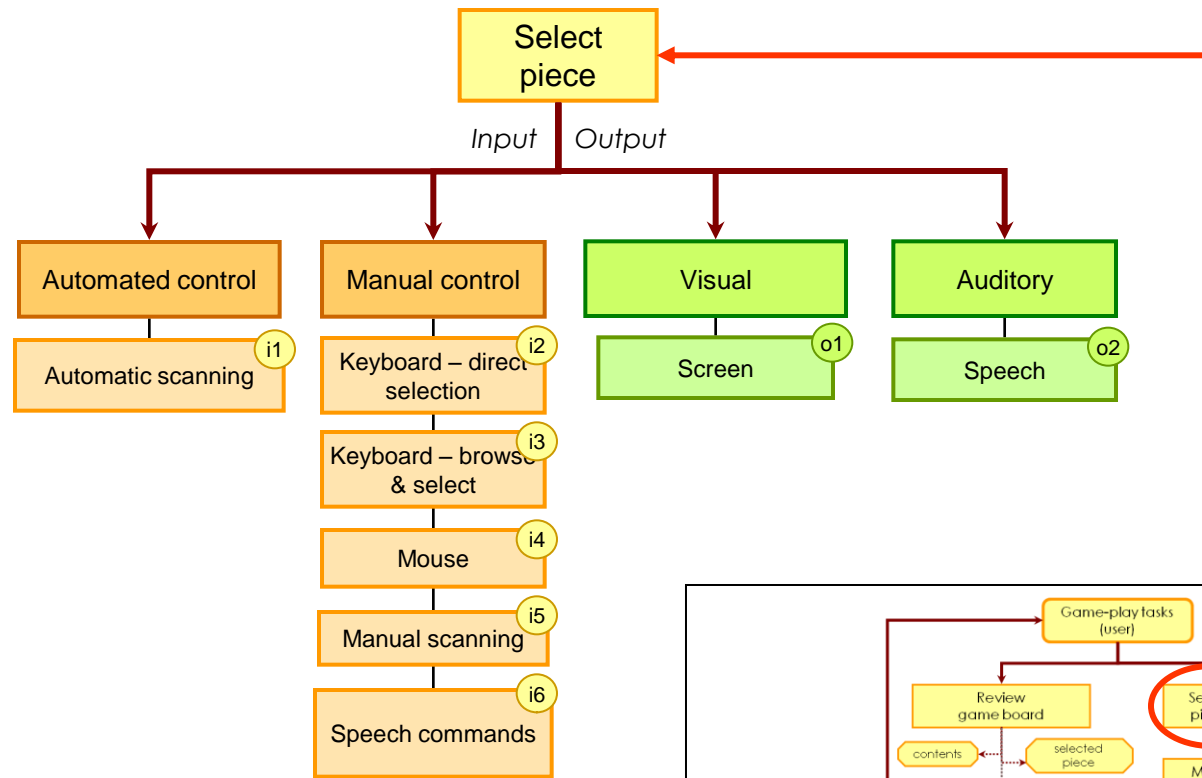 Select
piece
Input Output
Automated control
Manual control
Visual
Auditory
Automatic scanning
i1
Keyboard – direct
selection
i2
Keyboard – browse
& select
i3
Mouse
i4
Manual scanning
i5
Speech commands
i6
Screen
o1
Speech
o2
Game-play tasks
(user)
Review
game board
contents
selected
piece